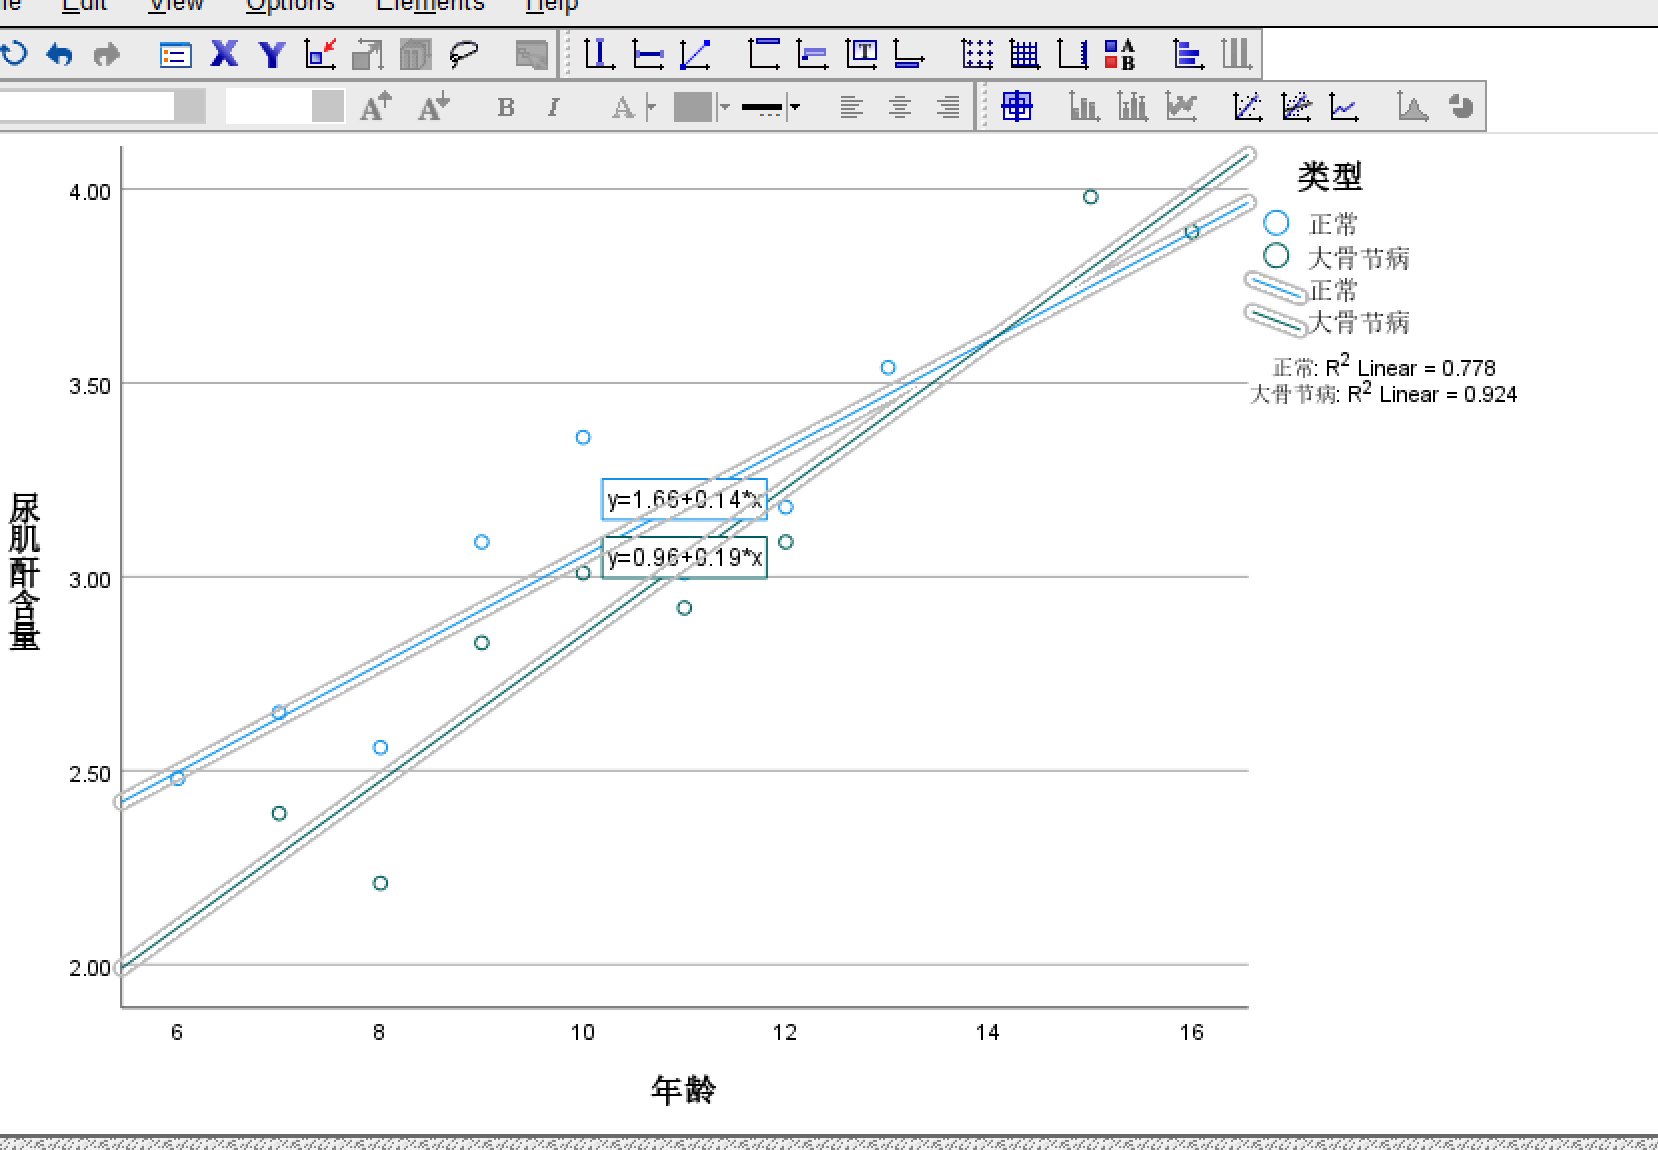 Edit View Options Elements Help
X Y T A B
A A B I A
4.00
3.50
3.00
2.50
2.00
6 8 10 12 14 16
尿肌酐含量
年龄
y=1.66+0.14*x
y=0.96+0.19*x
类型
正常
大骨节病
正常
大骨节病
正常: R2 Linear = 0.778
大骨节病: R2 Linear = 0.924